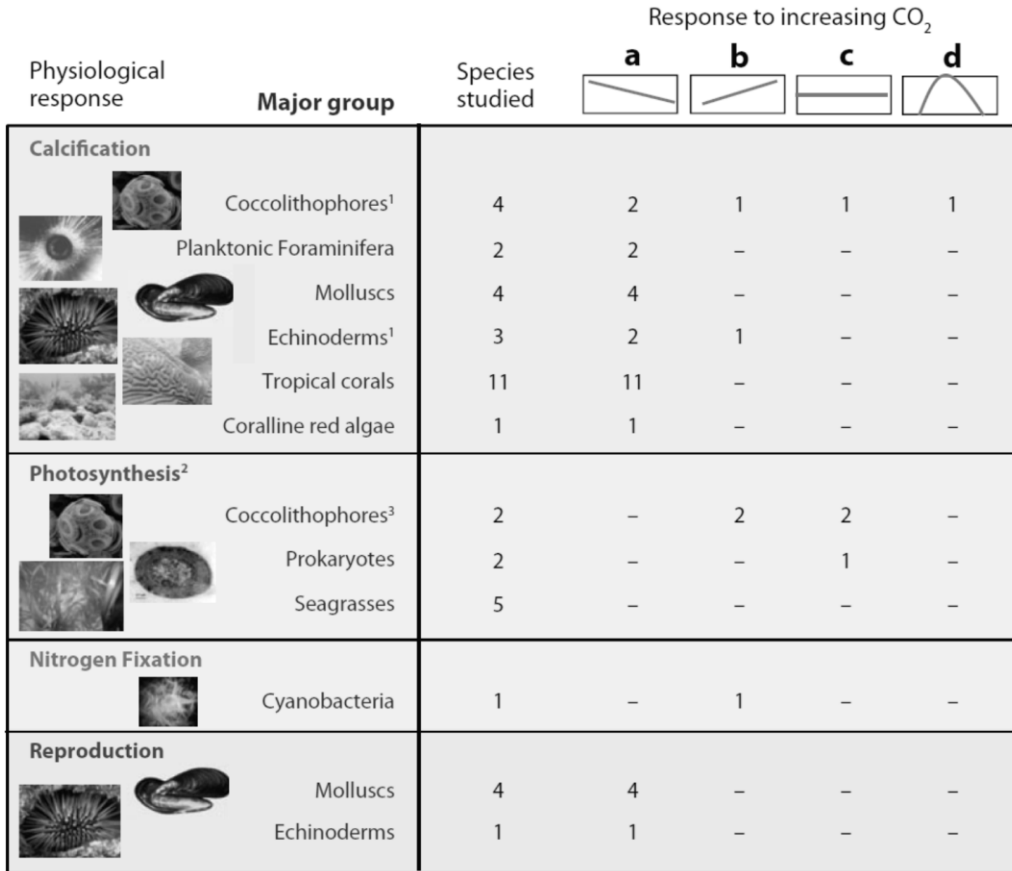 Response to increasing CO₂
Physiological response Major group Species studied a b c d
Calcification
Coccolithophores¹ 4 2 1 1 1
Planktonic Foraminifera 2 2 – – –
Molluscs 4 4 – – –
Echinoderms¹ 3 2 1 – –
Tropical corals 11 11 – – –
Coralline red algae 1 1 – – –
Photosynthesis²
Coccolithophores³ 2 – 2 2 –
Prokaryotes 2 – – 1 –
Seagrasses 5 – – – –
Nitrogen Fixation
Cyanobacteria 1 – 1 – –
Reproduction
Molluscs 4 4 – – –
Echinoderms 1 1 – – –